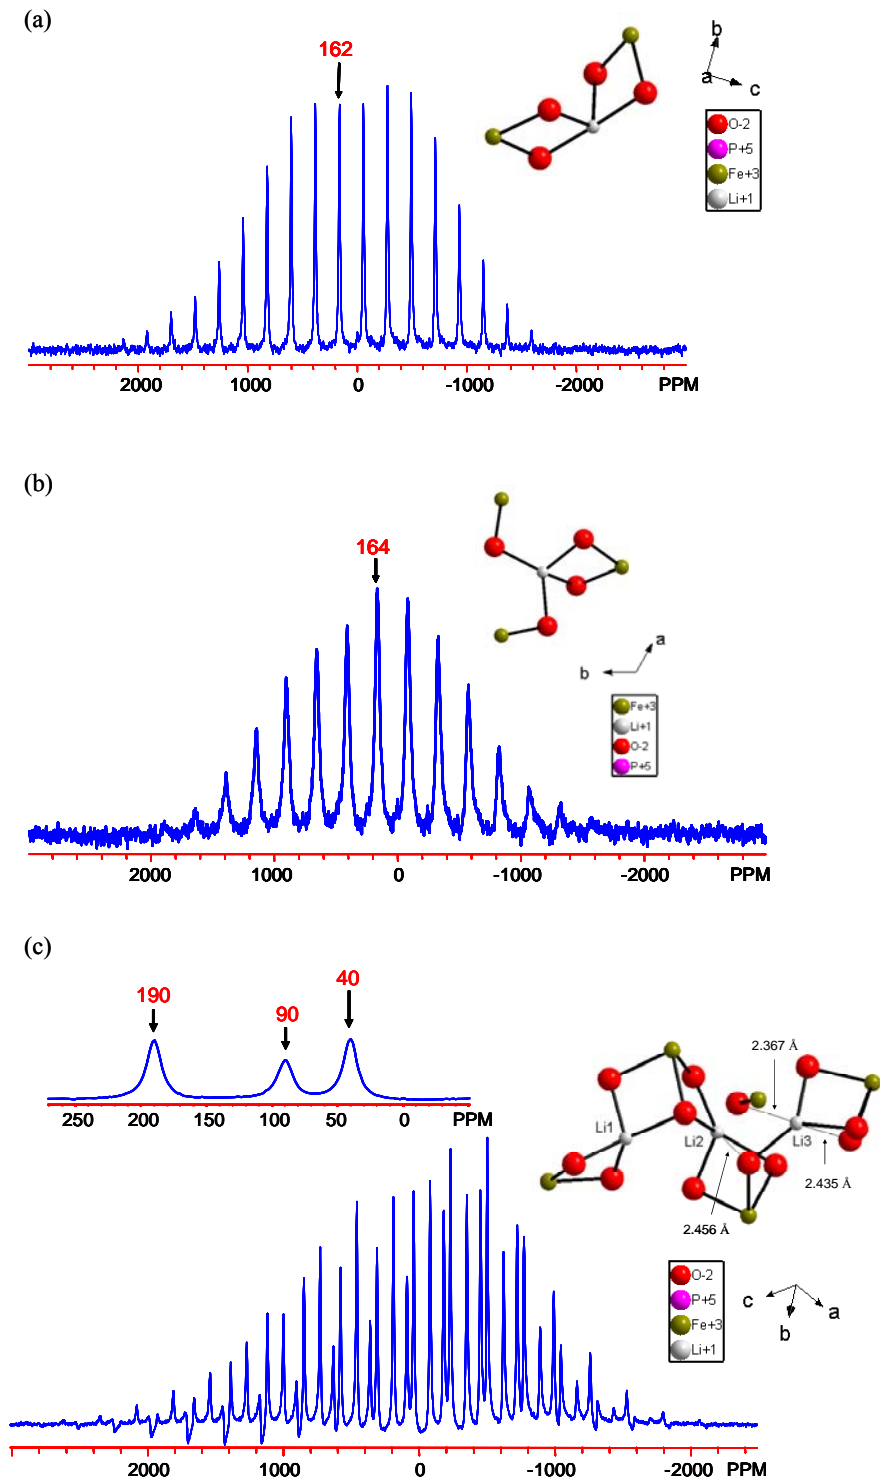 (a)
162
b
a
c
O-2
P+5
Fe+3
Li+1
2000 1000 0 -1000 -2000 PPM
(b)
164
a
b
Fe+3
Li+1
O-2
P+5
2000 1000 0 -1000 -2000 PPM
(c)
190 90 40
250 200 150 100 50 0 PPM
2.367 Å
Li1 Li2 Li3
2.435 Å
2.456 Å
O-2
P+5
Fe+3
Li+1
c
b
a
2000 1000 0 -1000 -2000 PPM